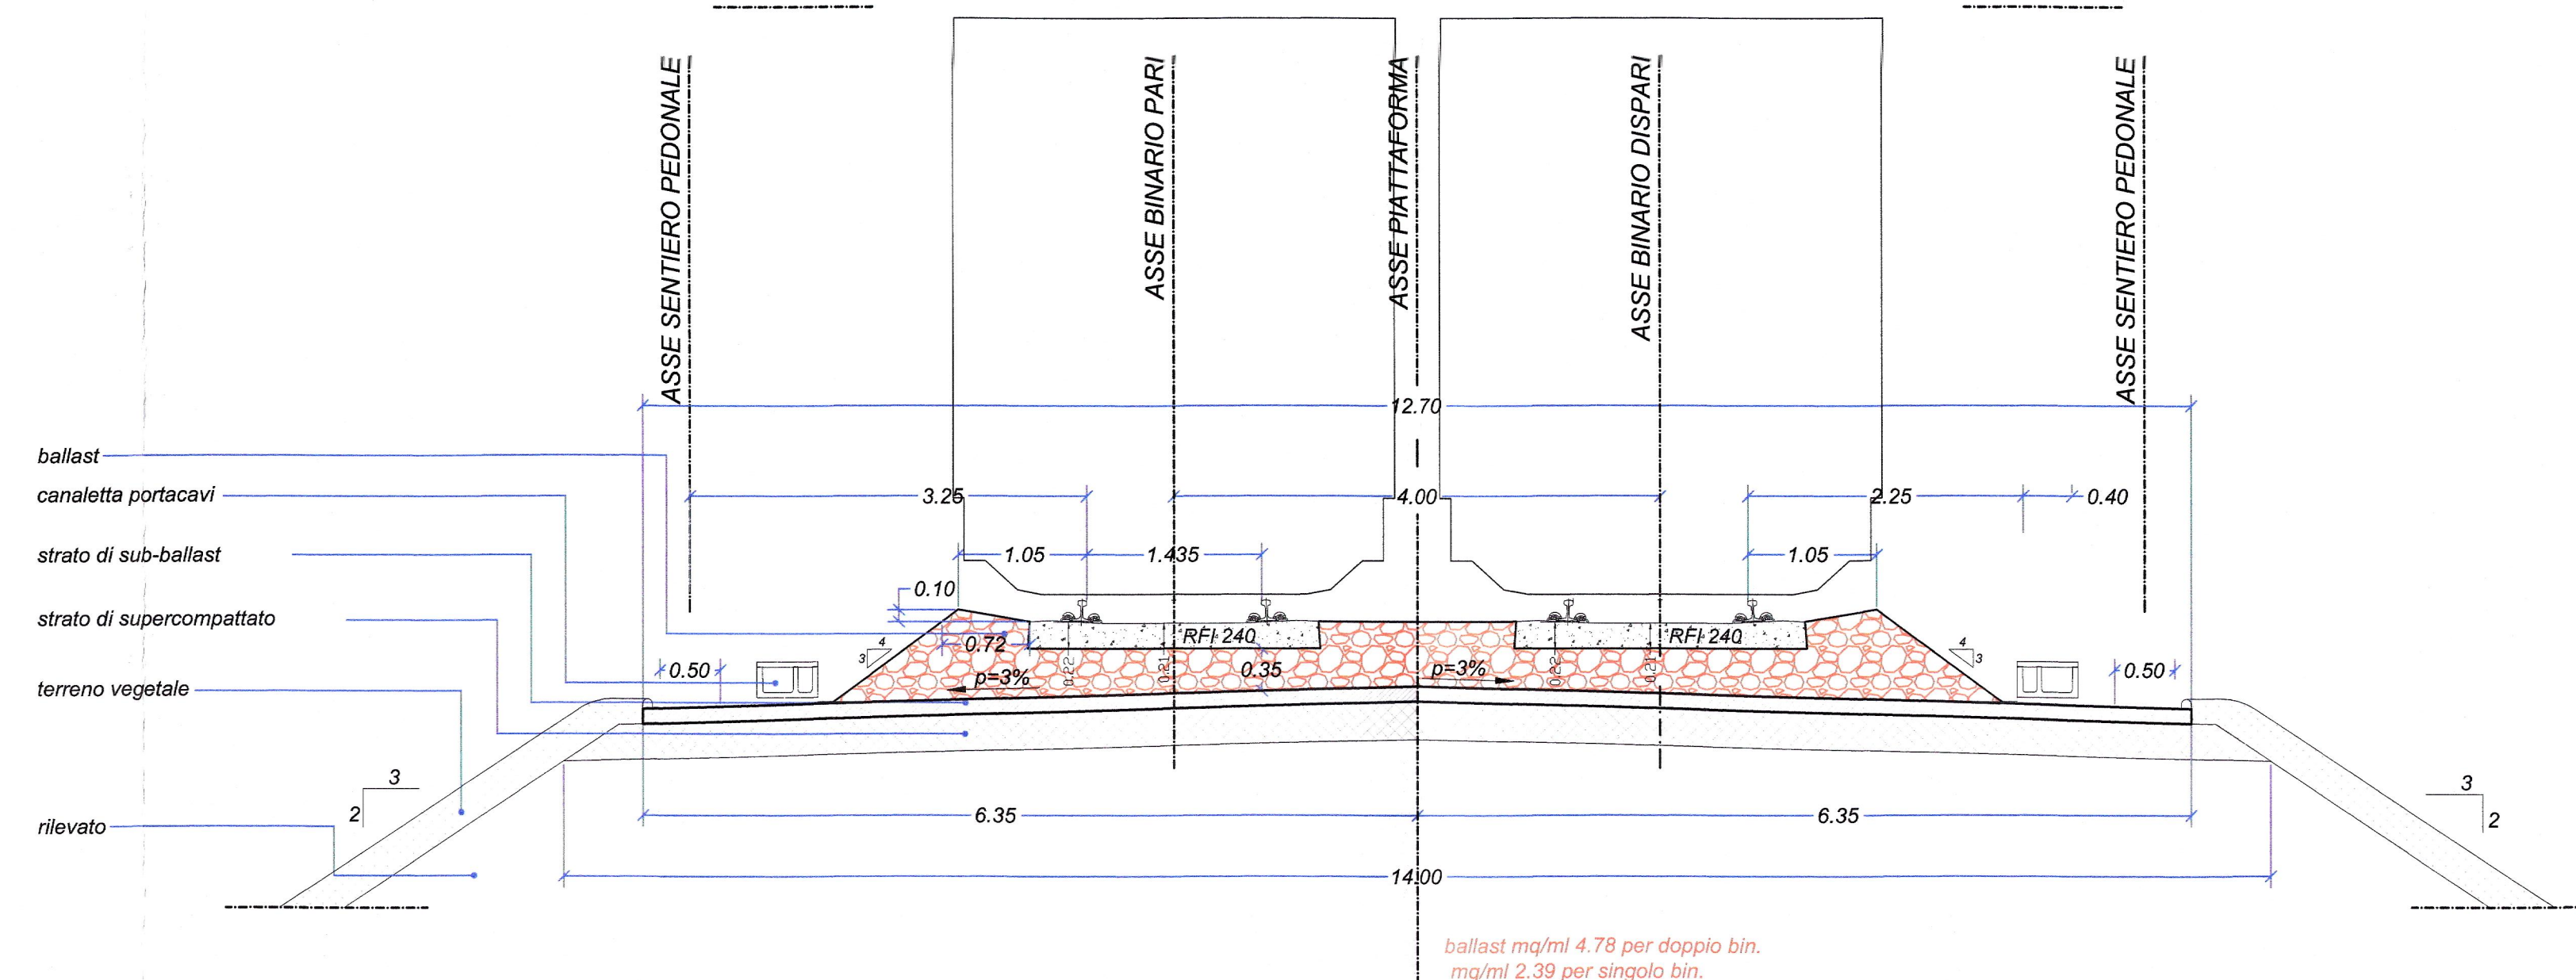 ASSE SENTIERO PEDONALE
ASSE BINARIO PARI
ASSE PIATTAFORMA
ASSE BINARIO DISPARI
ASSE SENTIERO PEDONALE
12.70
ballast
canaletta portacavi
3.25
4.00
2.25
0.40
strato di sub-ballast
1.05
1.435
1.05
0.10
strato di supercompattato
RFI 240
RFI 240
0.72
4
3
4
3
0.50
p=3%
0.22
0.21
0.35
p=3%
0.22
0.21
0.50
terreno vegetale
3
2
3
2
rilevato
6.35
6.35
14.00
ballast mq/ml 4.78 per doppio bin.
mq/ml 2.39 per singolo bin.